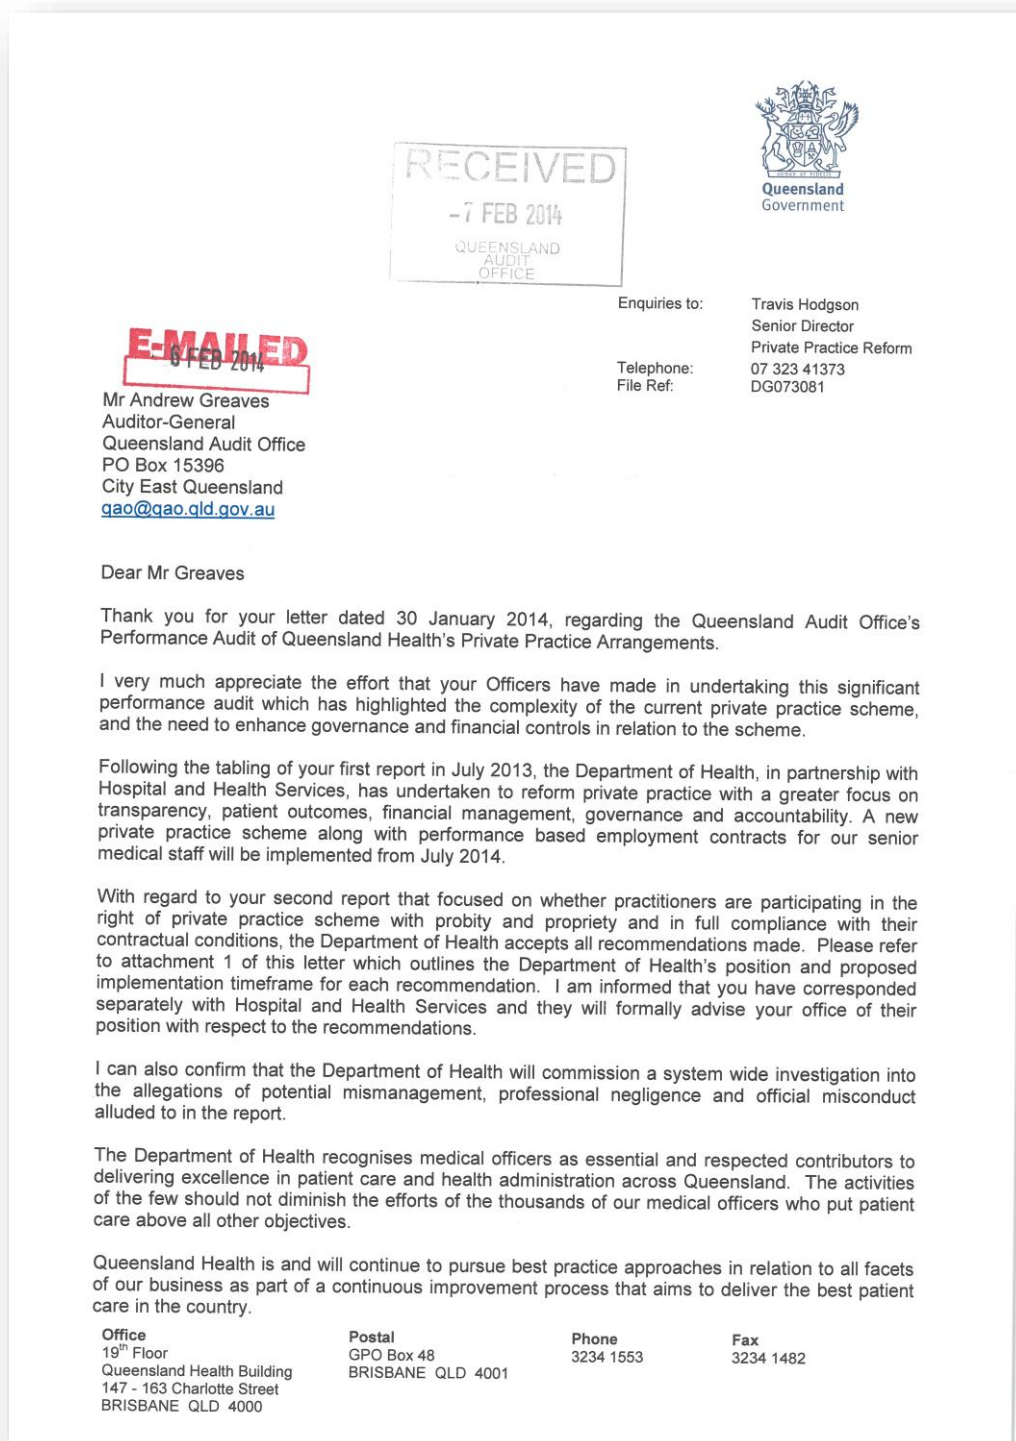 RECEIVED
-7 FEB 2014
QUEENSLAND
AUDIT
OFFICE
Queensland
Government
Enquiries to: Travis Hodgson
Senior Director
Private Practice Reform
Telephone: 07 323 41373
File Ref: DG073081
E-MAILED
6 FEB 2014
Mr Andrew Greaves
Auditor-General
Queensland Audit Office
PO Box 15396
City East Queensland
qao@qao.qld.gov.au
Dear Mr Greaves
Thank you for your letter dated 30 January 2014, regarding the Queensland Audit Office's
Performance Audit of Queensland Health's Private Practice Arrangements.
I very much appreciate the effort that your Officers have made in undertaking this significant
performance audit which has highlighted the complexity of the current private practice scheme,
and the need to enhance governance and financial controls in relation to the scheme.
Following the tabling of your first report in July 2013, the Department of Health, in partnership with
Hospital and Health Services, has undertaken to reform private practice with a greater focus on
transparency, patient outcomes, financial management, governance and accountability. A new
private practice scheme along with performance based employment contracts for our senior
medical staff will be implemented from July 2014.
With regard to your second report that focused on whether practitioners are participating in the
right of private practice scheme with probity and propriety and in full compliance with their
contractual conditions, the Department of Health accepts all recommendations made. Please refer
to attachment 1 of this letter which outlines the Department of Health's position and proposed
implementation timeframe for each recommendation. I am informed that you have corresponded
separately with Hospital and Health Services and they will formally advise your office of their
position with respect to the recommendations.
I can also confirm that the Department of Health will commission a system wide investigation into
the allegations of potential mismanagement, professional negligence and official misconduct
alluded to in the report.
The Department of Health recognises medical officers as essential and respected contributors to
delivering excellence in patient care and health administration across Queensland. The activities
of the few should not diminish the efforts of the thousands of our medical officers who put patient
care above all other objectives.
Queensland Health is and will continue to pursue best practice approaches in relation to all facets
of our business as part of a continuous improvement process that aims to deliver the best patient
care in the country.
Office
19th Floor
Queensland Health Building
147 - 163 Charlotte Street
BRISBANE QLD 4000
Postal
GPO Box 48
BRISBANE QLD 4001
Phone
3234 1553
Fax
3234 1482